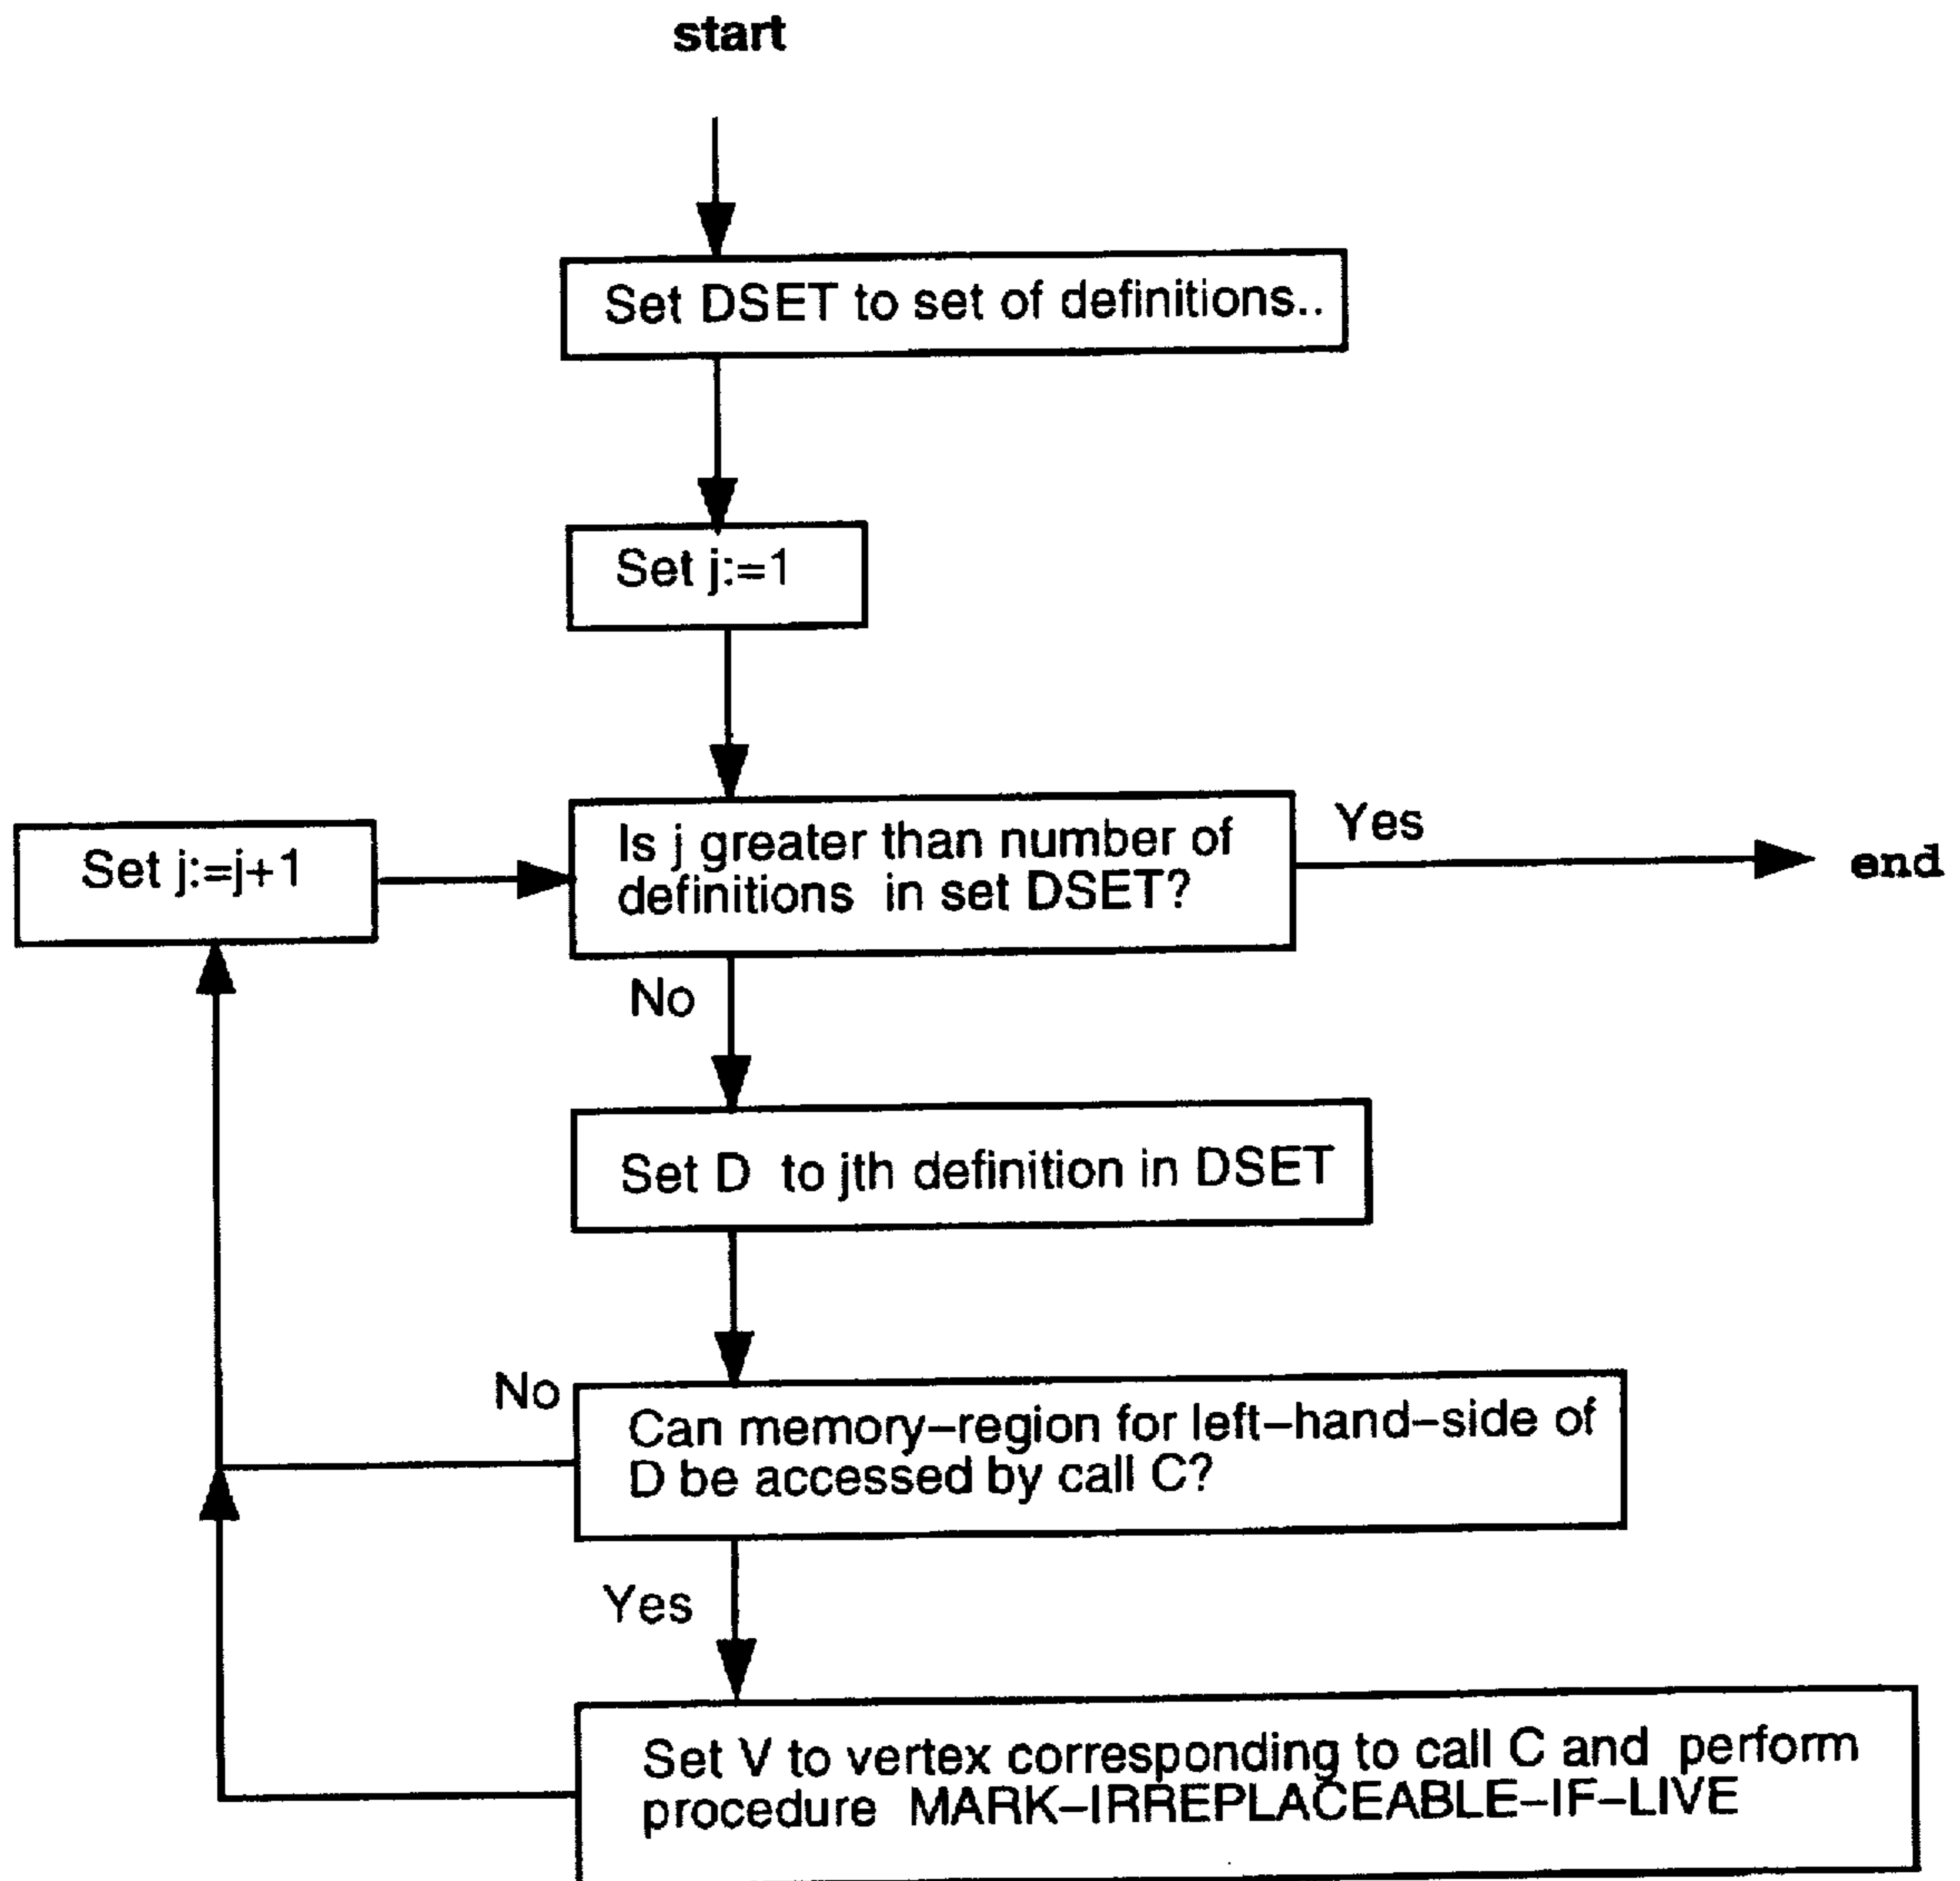 start
Set DSET to set of definitions..
Set j:=1
Set j:=j+1
Is j greater than number of
definitions in set DSET?
Yes
end
No
Set D to jth definition in DSET
No
Can memory–region for left–hand–side of
D be accessed by call C?
Yes
Set V to vertex corresponding to call C and perform
procedure MARK–IRREPLACEABLE–IF–LIVE